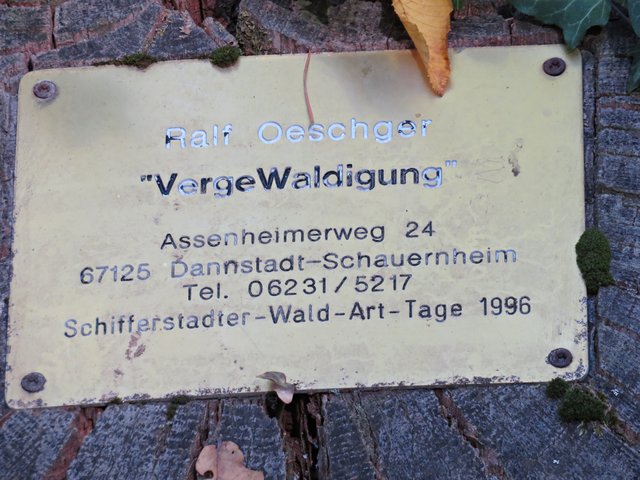 Ralf Oeschger
"VergeWaldigung"
Assenheimerweg 24
67125 Dannstadt-Schauernheim
Tel. 06231/5217
Schifferstadter-Wald-Art-Tage 1996